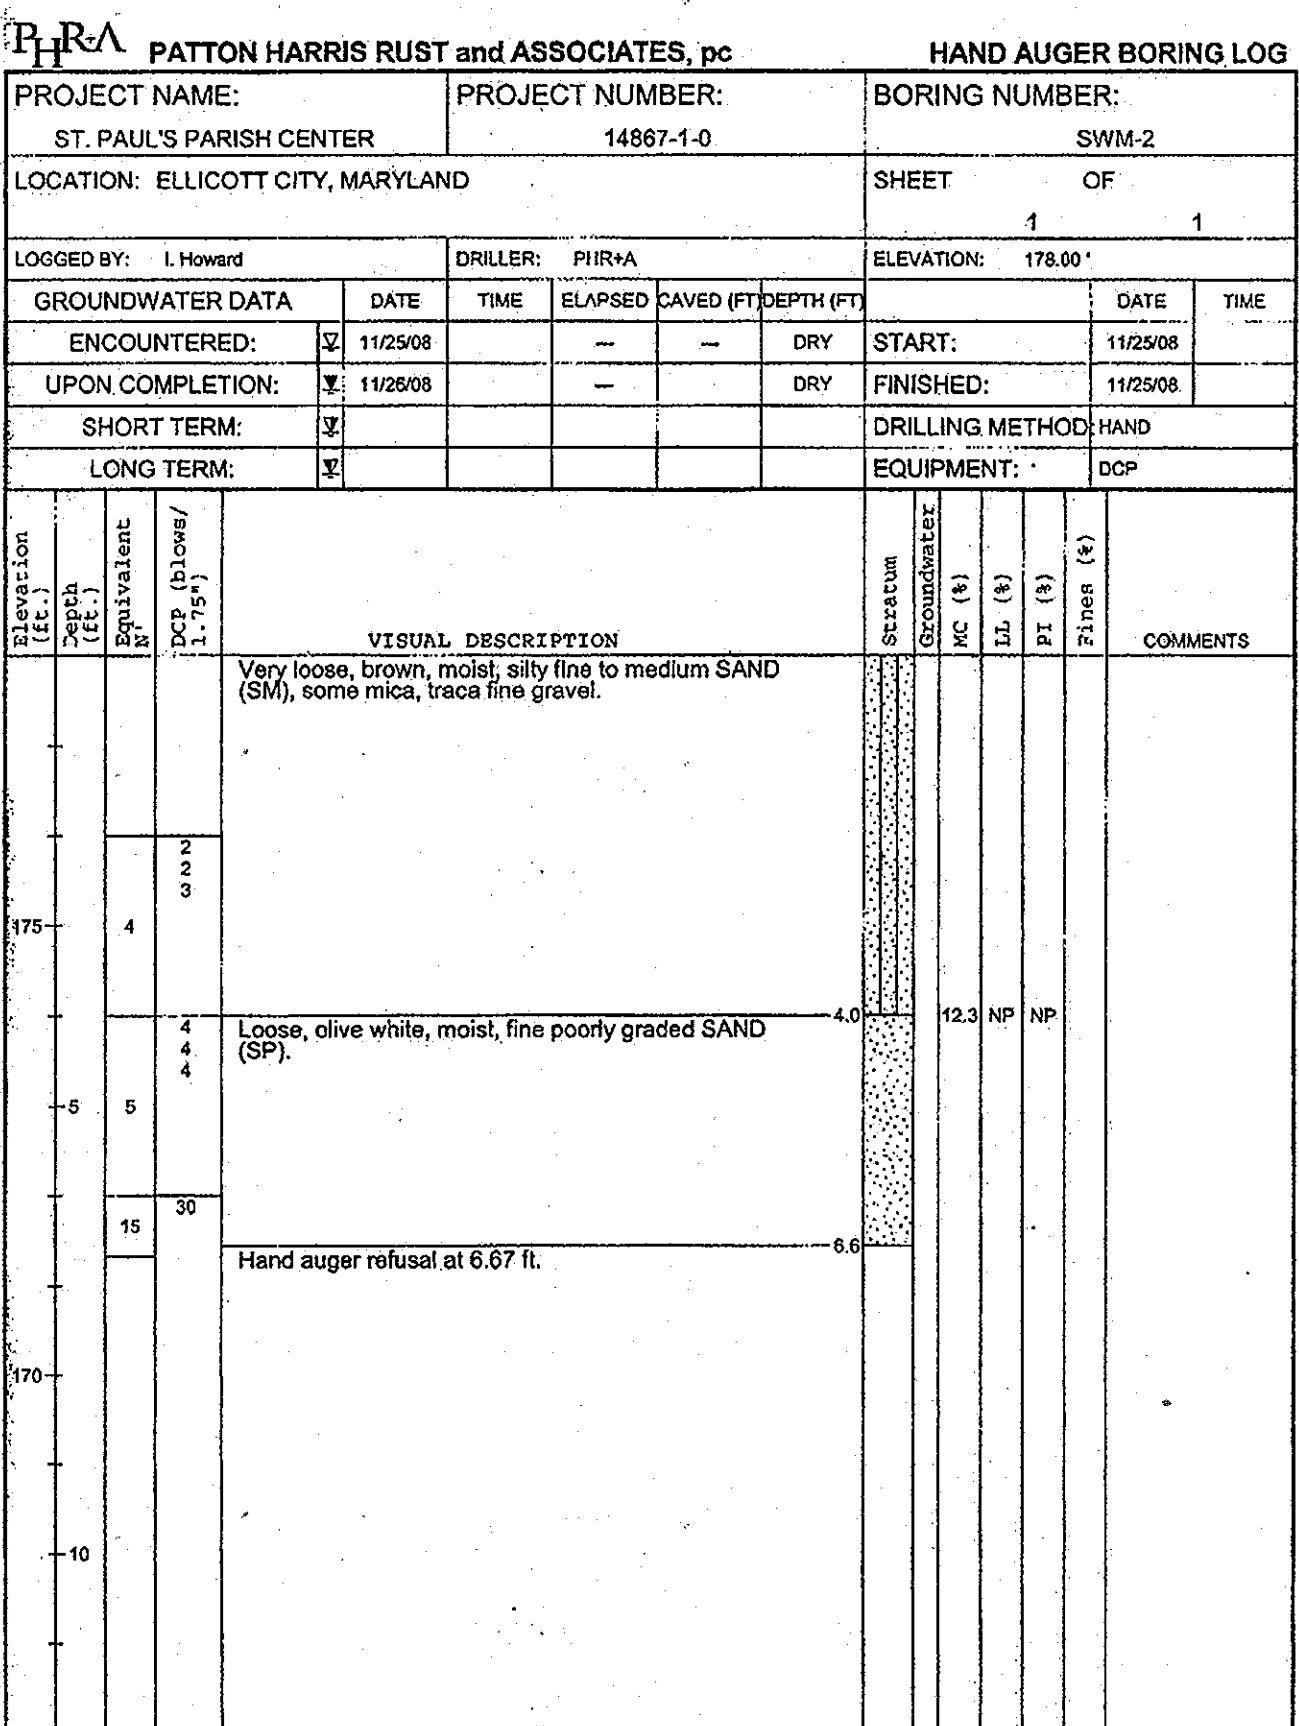 PHR+A PATTON HARRIS RUST and ASSOCIATES, pc HAND AUGER BORING LOG
PROJECT NAME: PROJECT NUMBER: BORING NUMBER:
ST. PAUL'S PARISH CENTER 14867-1-0 SWM-2
LOCATION: ELLICOTT CITY, MARYLAND SHEET OF
1 1
LOGGED BY: I. Howard DRILLER: PHR+A ELEVATION: 178.00 '
GROUNDWATER DATA DATE TIME ELAPSED CAVED (FT) DEPTH (FT) DATE TIME
ENCOUNTERED: 11/25/08 — — DRY START: 11/25/08
UPON COMPLETION: 11/26/08 — DRY FINISHED: 11/25/08
SHORT TERM: DRILLING METHOD: HAND
LONG TERM: EQUIPMENT: DCP
Elevation (ft.) Depth (ft.) Equivalent N' DCP (blows/ 1.75") VISUAL DESCRIPTION Stratum Groundwater MC (%) LL (%) PI (%) Fines (%) COMMENTS
Very loose, brown, moist, silty fine to medium SAND
(SM), some mica, traca fine gravel.
2
2
3
175 4
4.0 12.3 NP NP
4 Loose, olive white, moist, fine poorly graded SAND
4 (SP).
4
5 5
30
15
6.6
Hand auger refusal at 6.67 ft.
170
10